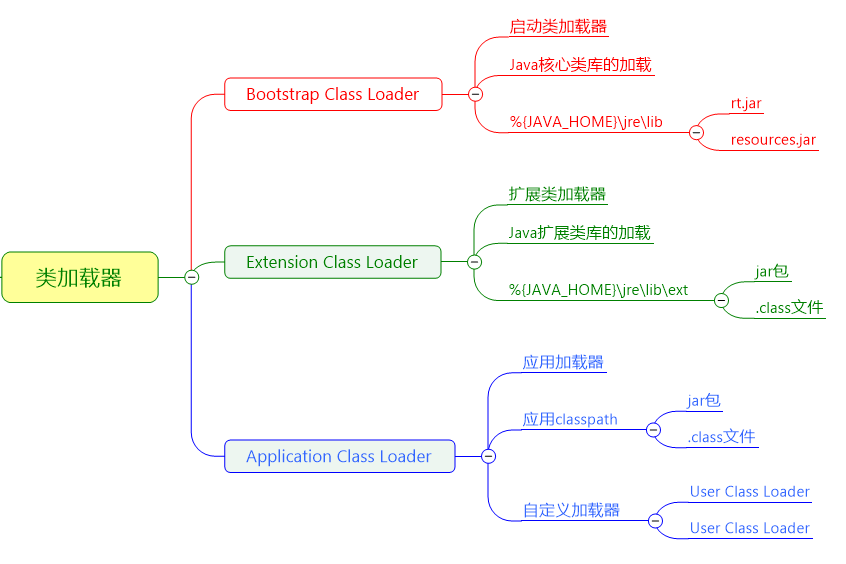 类加载器
Bootstrap Class Loader
启动类加载器
Java核心类库的加载
%{JAVA_HOME}\jre\lib
rt.jar
resources.jar
Extension Class Loader
扩展类加载器
Java扩展类库的加载
%{JAVA_HOME}\jre\lib\ext
jar包
.class文件
Application Class Loader
应用加载器
应用classpath
jar包
.class文件
自定义加载器
User Class Loader
User Class Loader